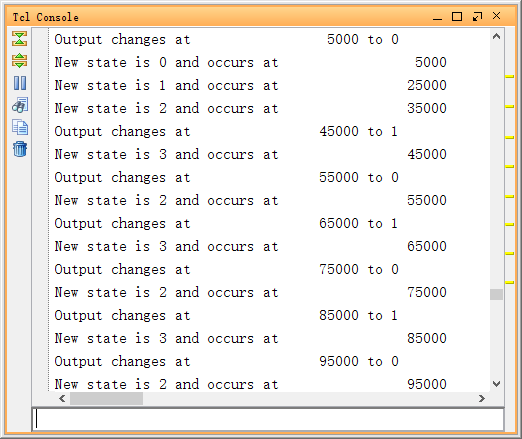 Tcl Console
Output changes at 5000 to 0
New state is 0 and occurs at 5000
New state is 1 and occurs at 25000
New state is 2 and occurs at 35000
Output changes at 45000 to 1
New state is 3 and occurs at 45000
Output changes at 55000 to 0
New state is 2 and occurs at 55000
Output changes at 65000 to 1
New state is 3 and occurs at 65000
Output changes at 75000 to 0
New state is 2 and occurs at 75000
Output changes at 85000 to 1
New state is 3 and occurs at 85000
Output changes at 95000 to 0
New state is 2 and occurs at 95000